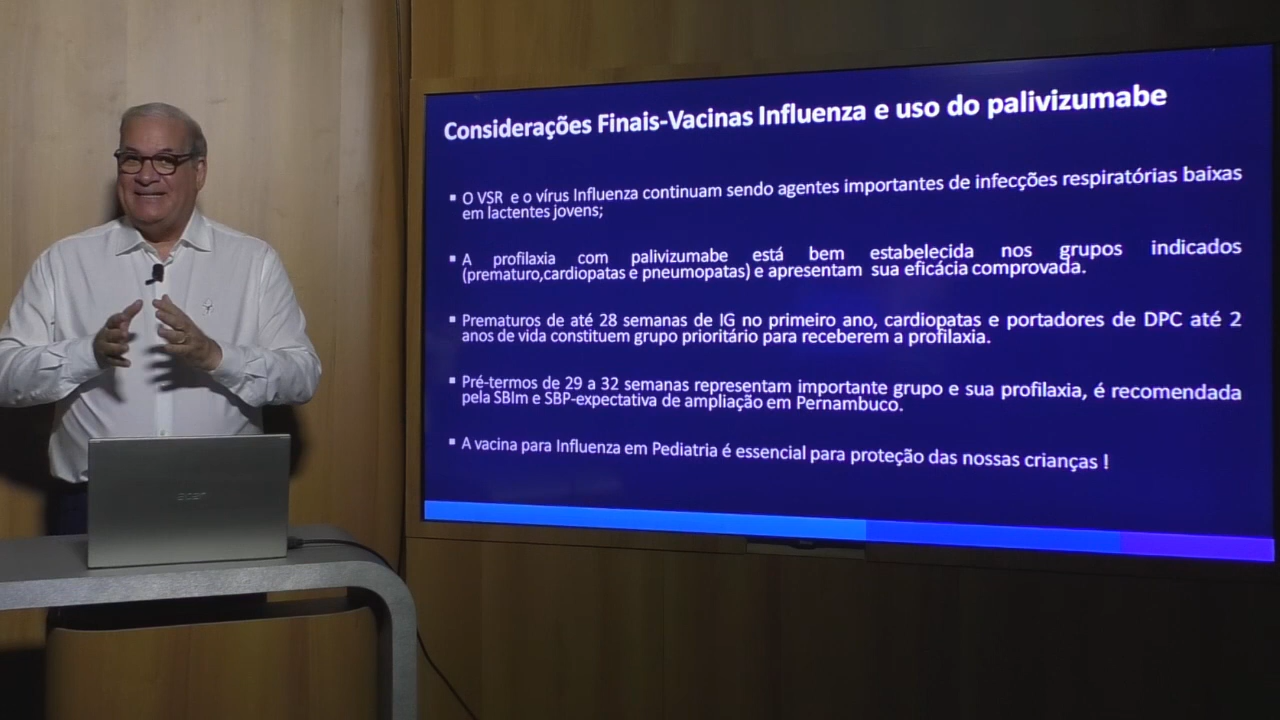 Considerações Finais-Vacinas Influenza e uso do palivizumabe
▪ O VSR e o vírus Influenza continuam sendo agentes importantes de infecções respiratórias baixas
em lactentes jovens;
▪ A profilaxia com palivizumabe está bem estabelecida nos grupos indicados
(prematuro,cardiopatas e pneumopatas) e apresentam sua eficácia comprovada.
▪ Prematuros de até 28 semanas de IG no primeiro ano, cardiopatas e portadores de DPC até 2
anos de vida constituem grupo prioritário para receberem a profilaxia.
▪ Pré-termos de 29 a 32 semanas representam importante grupo e sua profilaxia, é recomendada
pela SBIm e SBP-expectativa de ampliação em Pernambuco.
▪ A vacina para Influenza em Pediatria é essencial para proteção das nossas crianças !
acer